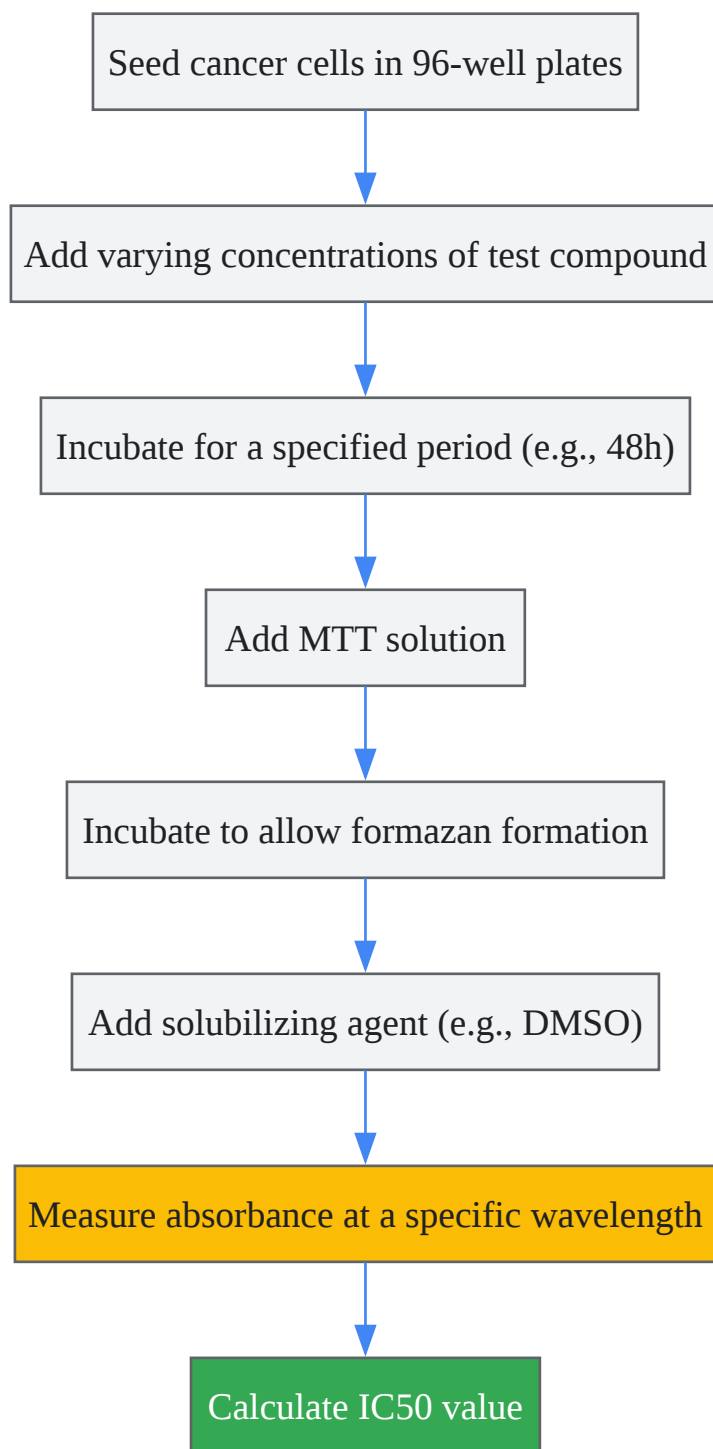 Seed cancer cells in 96-well plates
Add varying concentrations of test compound
Incubate for a specified period (e.g., 48h)
Add MTT solution
Incubate to allow formazan formation
Add solubilizing agent (e.g., DMSO)
Measure absorbance at a specific wavelength
Calculate IC50 value